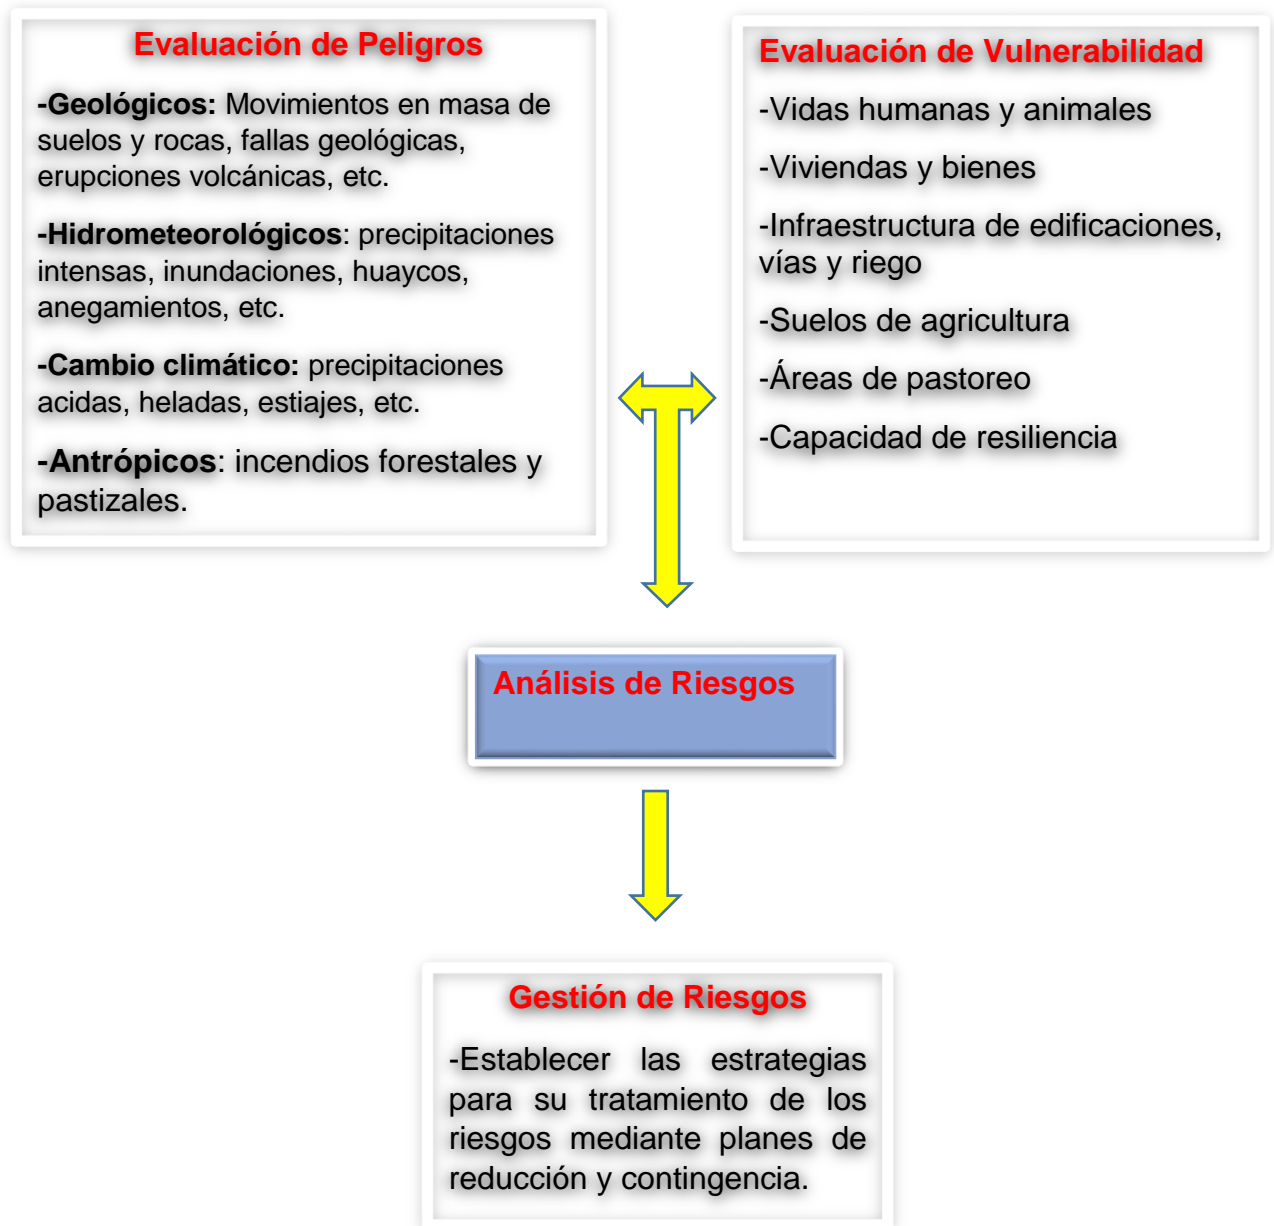 Evaluación de Peligros
-Geológicos: Movimientos en masa de
suelos y rocas, fallas geológicas,
erupciones volcánicas, etc.
-Hidrometeorológicos: precipitaciones
intensas, inundaciones, huaycos,
anegamientos, etc.
-Cambio climático: precipitaciones
acidas, heladas, estiajes, etc.
-Antrópicos: incendios forestales y
pastizales.
Evaluación de Vulnerabilidad
-Vidas humanas y animales
-Viviendas y bienes
-Infraestructura de edificaciones,
vías y riego
-Suelos de agricultura
-Áreas de pastoreo
-Capacidad de resiliencia
Análisis de Riesgos
Gestión de Riesgos
-Establecer las estrategias
para su tratamiento de los
riesgos mediante planes de
reducción y contingencia.